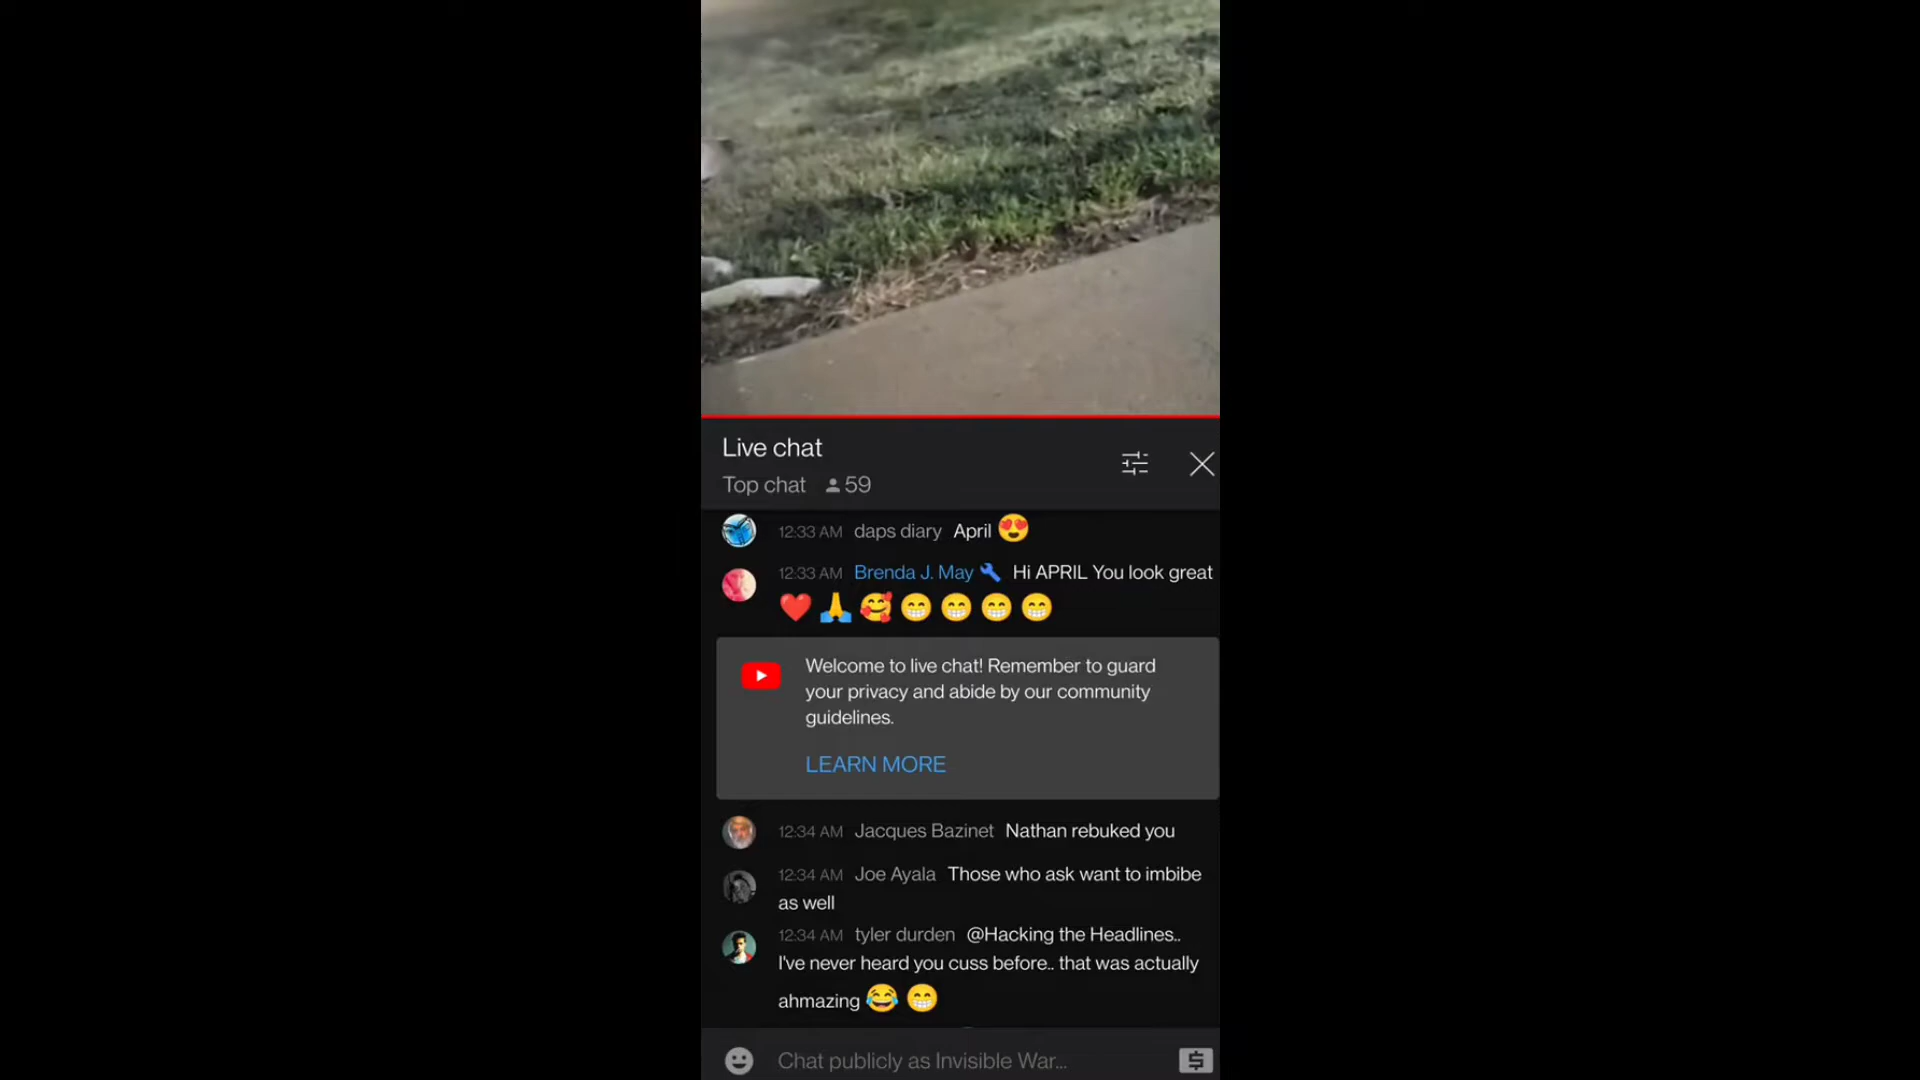 Live chat
Top chat 59
12:33 AM daps diary April 😍
12:33 AM Brenda J. May 🔧 Hi APRIL You look great
❤️🙏🥰😁😁😁😁
Welcome to live chat! Remember to guard
your privacy and abide by our community
guidelines.
LEARN MORE
12:34 AM Jacques Bazinet Nathan rebuked you
12:34 AM Joe Ayala Those who ask want to imbibe
as well
12:34 AM tyler durden @Hacking the Headlines..
I've never heard you cuss before.. that was actually
ahmazing 😂😁
Chat publicly as Invisible War...
$